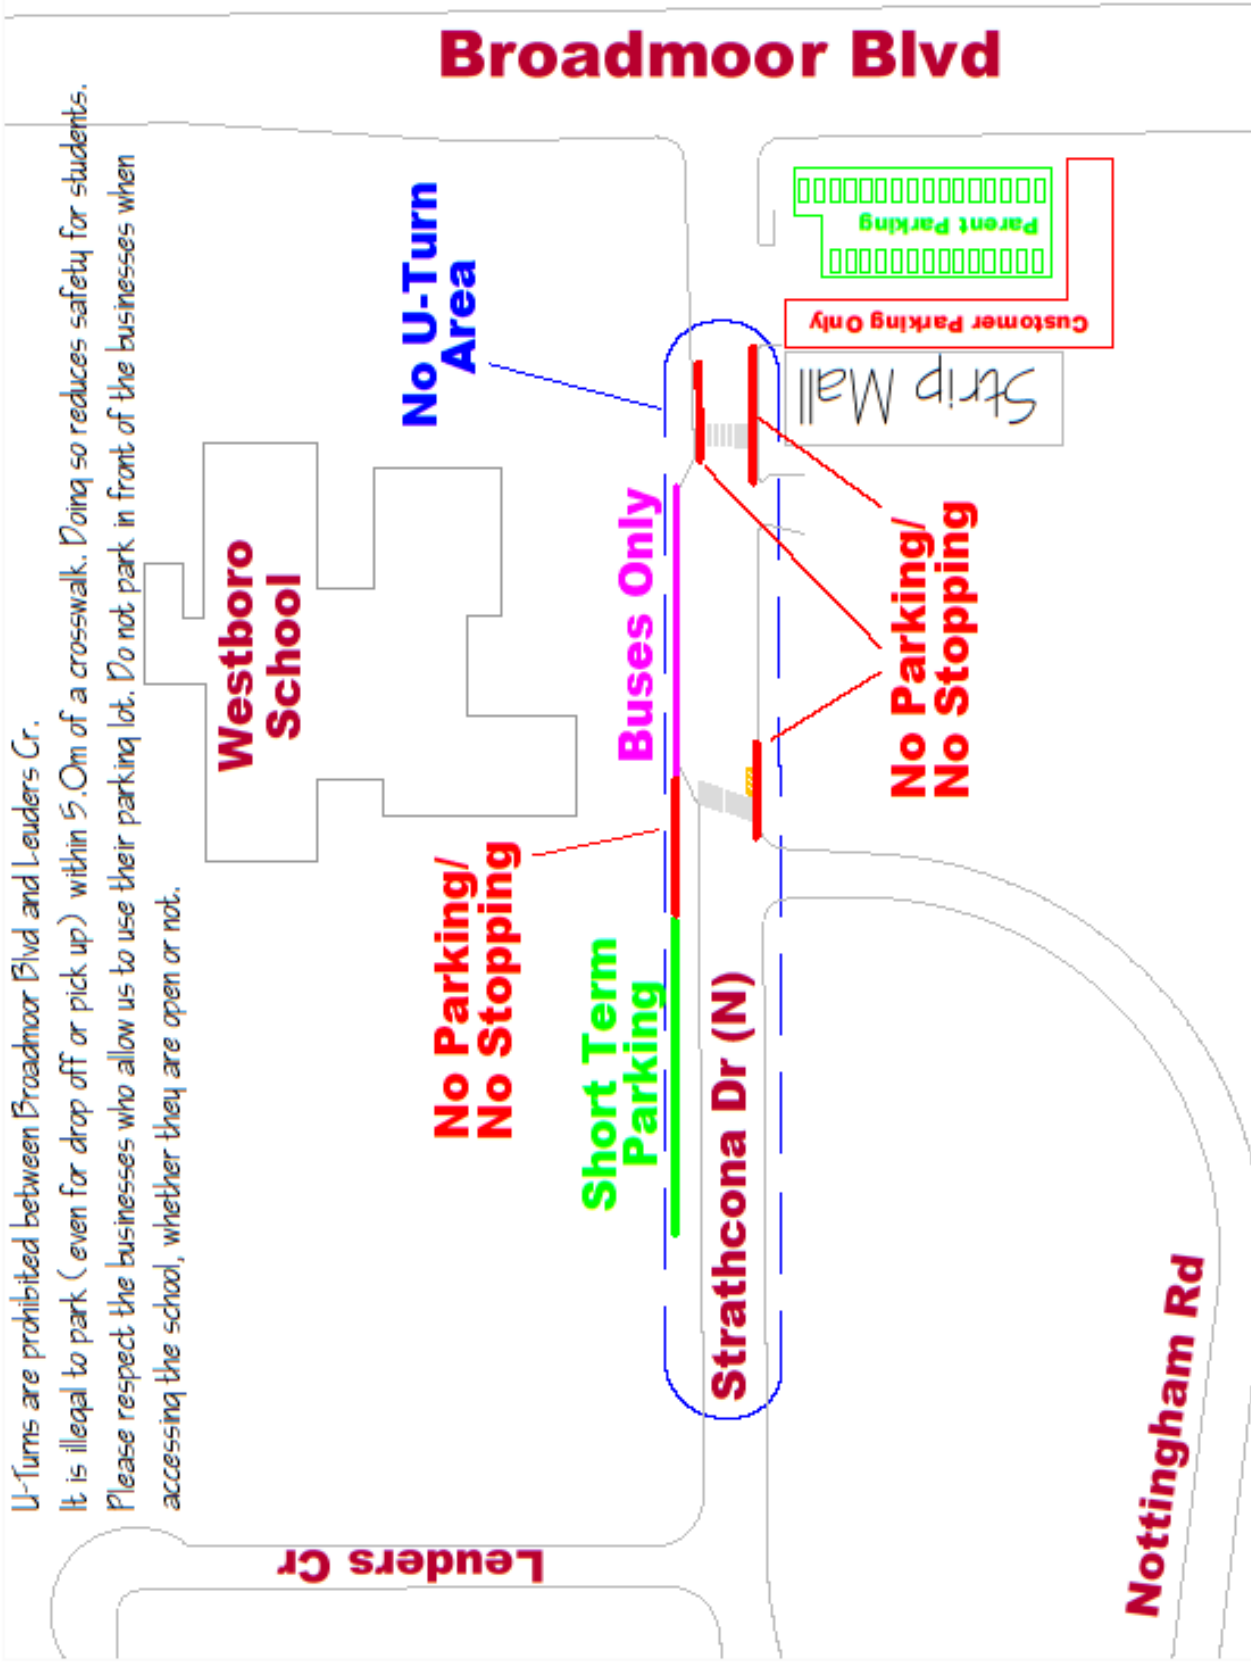 U-Turns are prohibited between Broadmoor Blvd and Leuders Cr.
It is illegal to park (even for drop off or pick up) within 5.0m of a crosswalk. Doing so reduces safety for students.
Please respect the businesses who allow us to use their parking lot. Do not park in front of the businesses when
accessing the school, whether they are open or not.
Broadmoor Blvd
No U-Turn
Area
Parent Parking
Customer Parking Only
Strip Mall
Westboro
School
Buses Only
No Parking/
No Stopping
No Parking/
No Stopping
Short Term
Parking
Strathcona Dr (N)
Nottingham Rd
Leuders Cr